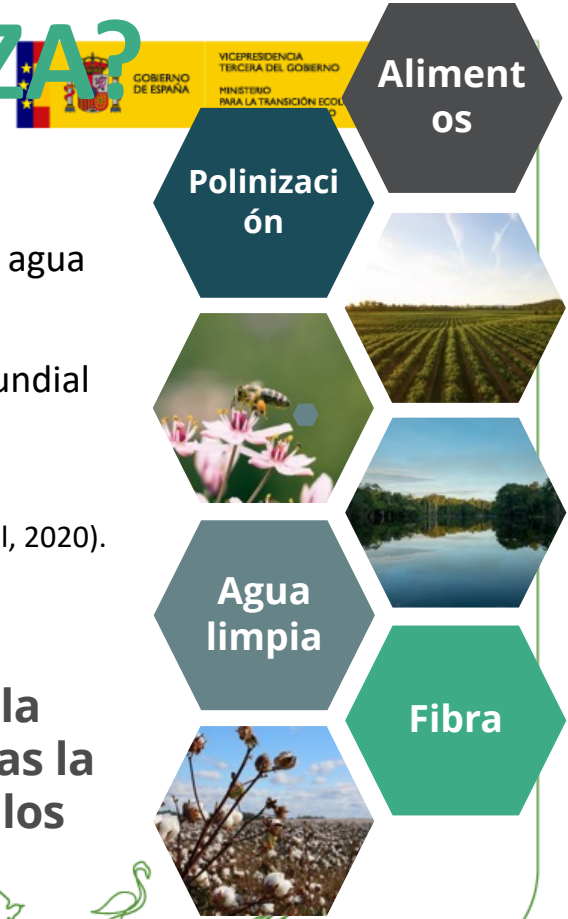 ZA?
GOBIERNO
DE ESPAÑA
VICEPRESIDENCIA
TERCERA DEL GOBIERNO
MINISTERIO
PARA LA TRANSICIÓN ECOL
O
Aliment
os
Polinizaci
ón
agua
undial
l, 2020).
Agua
limpia
la
as la
los
Fibra